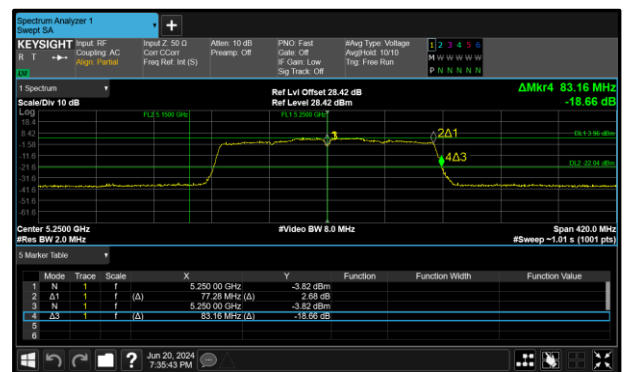 Spectrum Analyzer 1
Swept SA
+
KEYSIGHT Input: RF Input Z: 50 Ω Atten: 10 dB PNO: Fast #Avg Type: Voltage 1 2 3 4 5 6
R T Coupling: AC Corr CCorr Preamp: Off Gate: Off Avg|Hold: 10/10 M W W W W W
Align: Partial Freq Ref: Int (S) IF Gain: Low Trig: Free Run
Sig Track: Off P N N N N N
LXI
1 Spectrum Ref Lvl Offset 28.42 dB ΔMkr4 83.16 MHz
Scale/Div 10 dB Ref Level 28.42 dBm -18.66 dB
Log
18.4 FL2 5.1500 GHz FL1 5.2500 GHz
8.42 3 2Δ1 DL1 3.96 dBm
-1.58
-11.6 4Δ3
-21.6 DL2 -22.04 dBm
-31.6
-41.6
-51.6
-61.6
Center 5.2500 GHz #Video BW 8.0 MHz Span 420.0 MHz
#Res BW 2.0 MHz #Sweep ~1.01 s (1001 pts)
5 Marker Table
Mode Trace Scale X Y Function Function Width Function Value
1 N 1 f 5.250 00 GHz -3.82 dBm
2 Δ1 1 f (Δ) 77.28 MHz (Δ) 2.68 dB
3 N 1 f 5.250 00 GHz -3.82 dBm
4 Δ3 1 f (Δ) 83.16 MHz (Δ) -18.66 dB
5
6
? Jun 20, 2024
7:35:43 PM